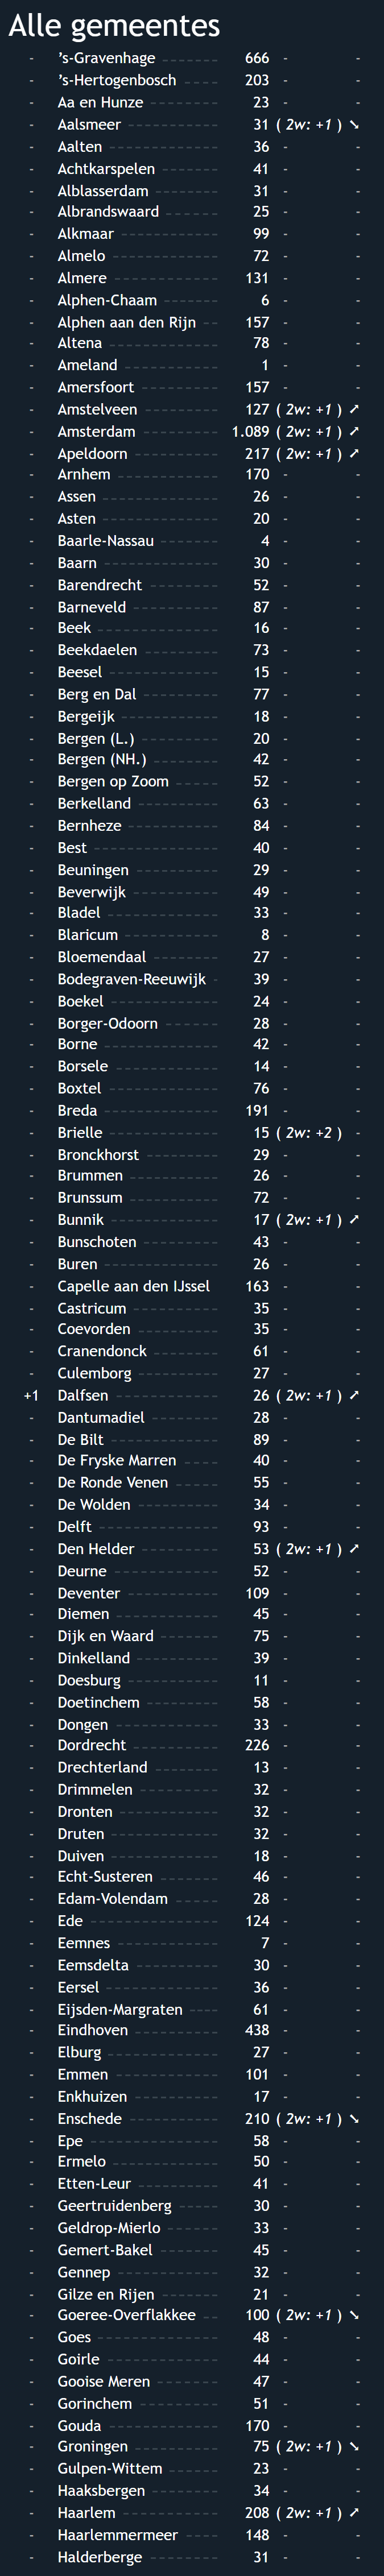 Alle gemeentes
- ’s-Gravenhage 666 - -
- ’s-Hertogenbosch 203 - -
- Aa en Hunze 23 - -
- Aalsmeer 31 ( 2w: +1 ) ➘
- Aalten 36 - -
- Achtkarspelen 41 - -
- Alblasserdam 31 - -
- Albrandswaard 25 - -
- Alkmaar 99 - -
- Almelo 72 - -
- Almere 131 - -
- Alphen-Chaam 6 - -
- Alphen aan den Rijn 157 - -
- Altena 78 - -
- Ameland 1 - -
- Amersfoort 157 - -
- Amstelveen 127 ( 2w: +1 ) ➚
- Amsterdam 1.089 ( 2w: +1 ) ➚
- Apeldoorn 217 ( 2w: +1 ) ➚
- Arnhem 170 - -
- Assen 26 - -
- Asten 20 - -
- Baarle-Nassau 4 - -
- Baarn 30 - -
- Barendrecht 52 - -
- Barneveld 87 - -
- Beek 16 - -
- Beekdaelen 73 - -
- Beesel 15 - -
- Berg en Dal 77 - -
- Bergeijk 18 - -
- Bergen (L.) 20 - -
- Bergen (NH.) 42 - -
- Bergen op Zoom 52 - -
- Berkelland 63 - -
- Bernheze 84 - -
- Best 40 - -
- Beuningen 29 - -
- Beverwijk 49 - -
- Bladel 33 - -
- Blaricum 8 - -
- Bloemendaal 27 - -
- Bodegraven-Reeuwijk 39 - -
- Boekel 24 - -
- Borger-Odoorn 28 - -
- Borne 42 - -
- Borsele 14 - -
- Boxtel 76 - -
- Breda 191 - -
- Brielle 15 ( 2w: +2 ) -
- Bronckhorst 29 - -
- Brummen 26 - -
- Brunssum 72 - -
- Bunnik 17 ( 2w: +1 ) ➚
- Bunschoten 43 - -
- Buren 26 - -
- Capelle aan den IJssel 163 - -
- Castricum 35 - -
- Coevorden 35 - -
- Cranendonck 61 - -
- Culemborg 27 - -
+1 Dalfsen 26 ( 2w: +1 ) ➚
- Dantumadiel 28 - -
- De Bilt 89 - -
- De Fryske Marren 40 - -
- De Ronde Venen 55 - -
- De Wolden 34 - -
- Delft 93 - -
- Den Helder 53 ( 2w: +1 ) ➚
- Deurne 52 - -
- Deventer 109 - -
- Diemen 45 - -
- Dijk en Waard 75 - -
- Dinkelland 39 - -
- Doesburg 11 - -
- Doetinchem 58 - -
- Dongen 33 - -
- Dordrecht 226 - -
- Drechterland 13 - -
- Drimmelen 32 - -
- Dronten 32 - -
- Druten 32 - -
- Duiven 18 - -
- Echt-Susteren 46 - -
- Edam-Volendam 28 - -
- Ede 124 - -
- Eemnes 7 - -
- Eemsdelta 30 - -
- Eersel 36 - -
- Eijsden-Margraten 61 - -
- Eindhoven 438 - -
- Elburg 27 - -
- Emmen 101 - -
- Enkhuizen 17 - -
- Enschede 210 ( 2w: +1 ) ➘
- Epe 58 - -
- Ermelo 50 - -
- Etten-Leur 41 - -
- Geertruidenberg 30 - -
- Geldrop-Mierlo 33 - -
- Gemert-Bakel 45 - -
- Gennep 32 - -
- Gilze en Rijen 21 - -
- Goeree-Overflakkee 100 ( 2w: +1 ) ➘
- Goes 48 - -
- Goirle 44 - -
- Gooise Meren 47 - -
- Gorinchem 51 - -
- Gouda 170 - -
- Groningen 75 ( 2w: +1 ) ➘
- Gulpen-Wittem 23 - -
- Haaksbergen 34 - -
- Haarlem 208 ( 2w: +1 ) ➚
- Haarlemmermeer 148 - -
- Halderberge 31 - -